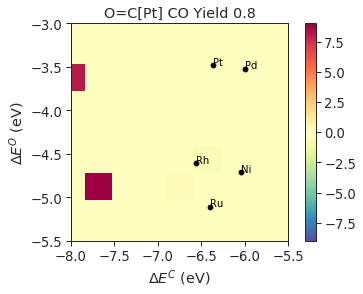 O=C[Pt] CO Yield 0.8
−3.0
−3.5
−4.0
−4.5
−5.0
−5.5
ΔE^O (eV)
Pt
Pd
Rh
Ni
Ru
−8.0 −7.5 −7.0 −6.5 −6.0 −5.5
ΔE^C (eV)
7.5
5.0
2.5
0.0
−2.5
−5.0
−7.5